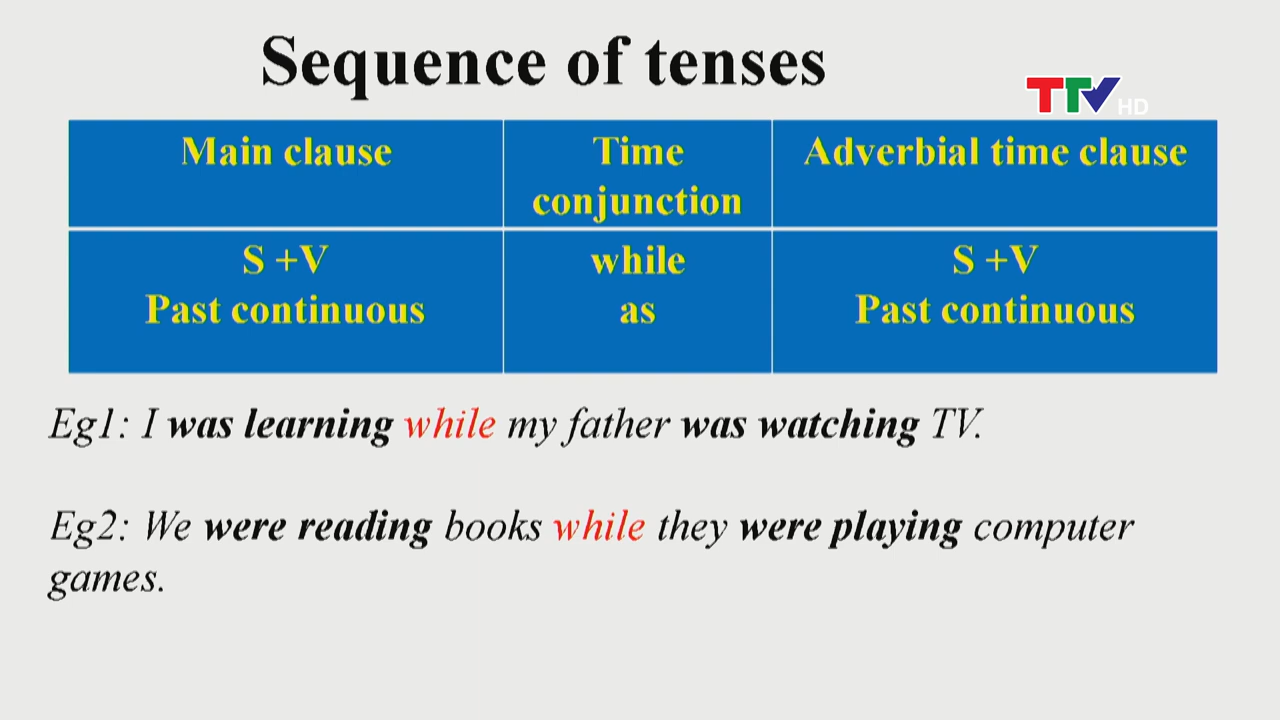 Sequence of tenses
TTV HD
Main clause
Time
conjunction
Adverbial time clause
S +V
Past continuous
while
as
S +V
Past continuous
Eg1: I was learning while my father was watching TV.
Eg2: We were reading books while they were playing computer
games.